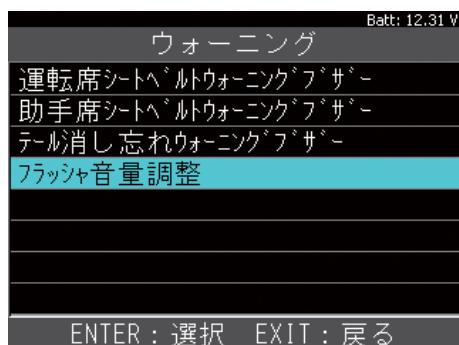 Batt: 12.31 V
ウォーニング
運転席ｼｰﾄﾍﾞﾙﾄｳｫｰﾆﾝｸﾞﾌﾞｻﾞｰ
助手席ｼｰﾄﾍﾞﾙﾄｳｫｰﾆﾝｸﾞﾌﾞｻﾞｰ
ﾃｰﾙ消し忘れｳｫｰﾆﾝｸﾞﾌﾞｻﾞｰ
ﾌﾗｯｼｬ音量調整
ENTER：選択　EXIT：戻る